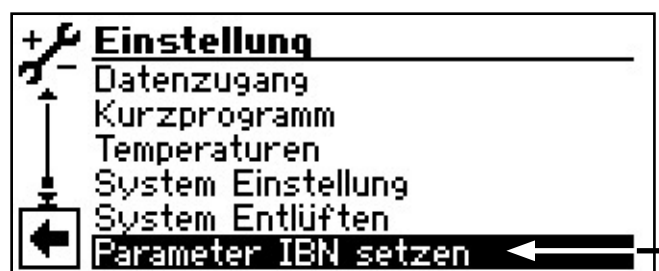 Einstellung
Datenzugang
Kurzprogramm
Temperaturen
System Einstellung
System Entlüften
Parameter IBN setzen